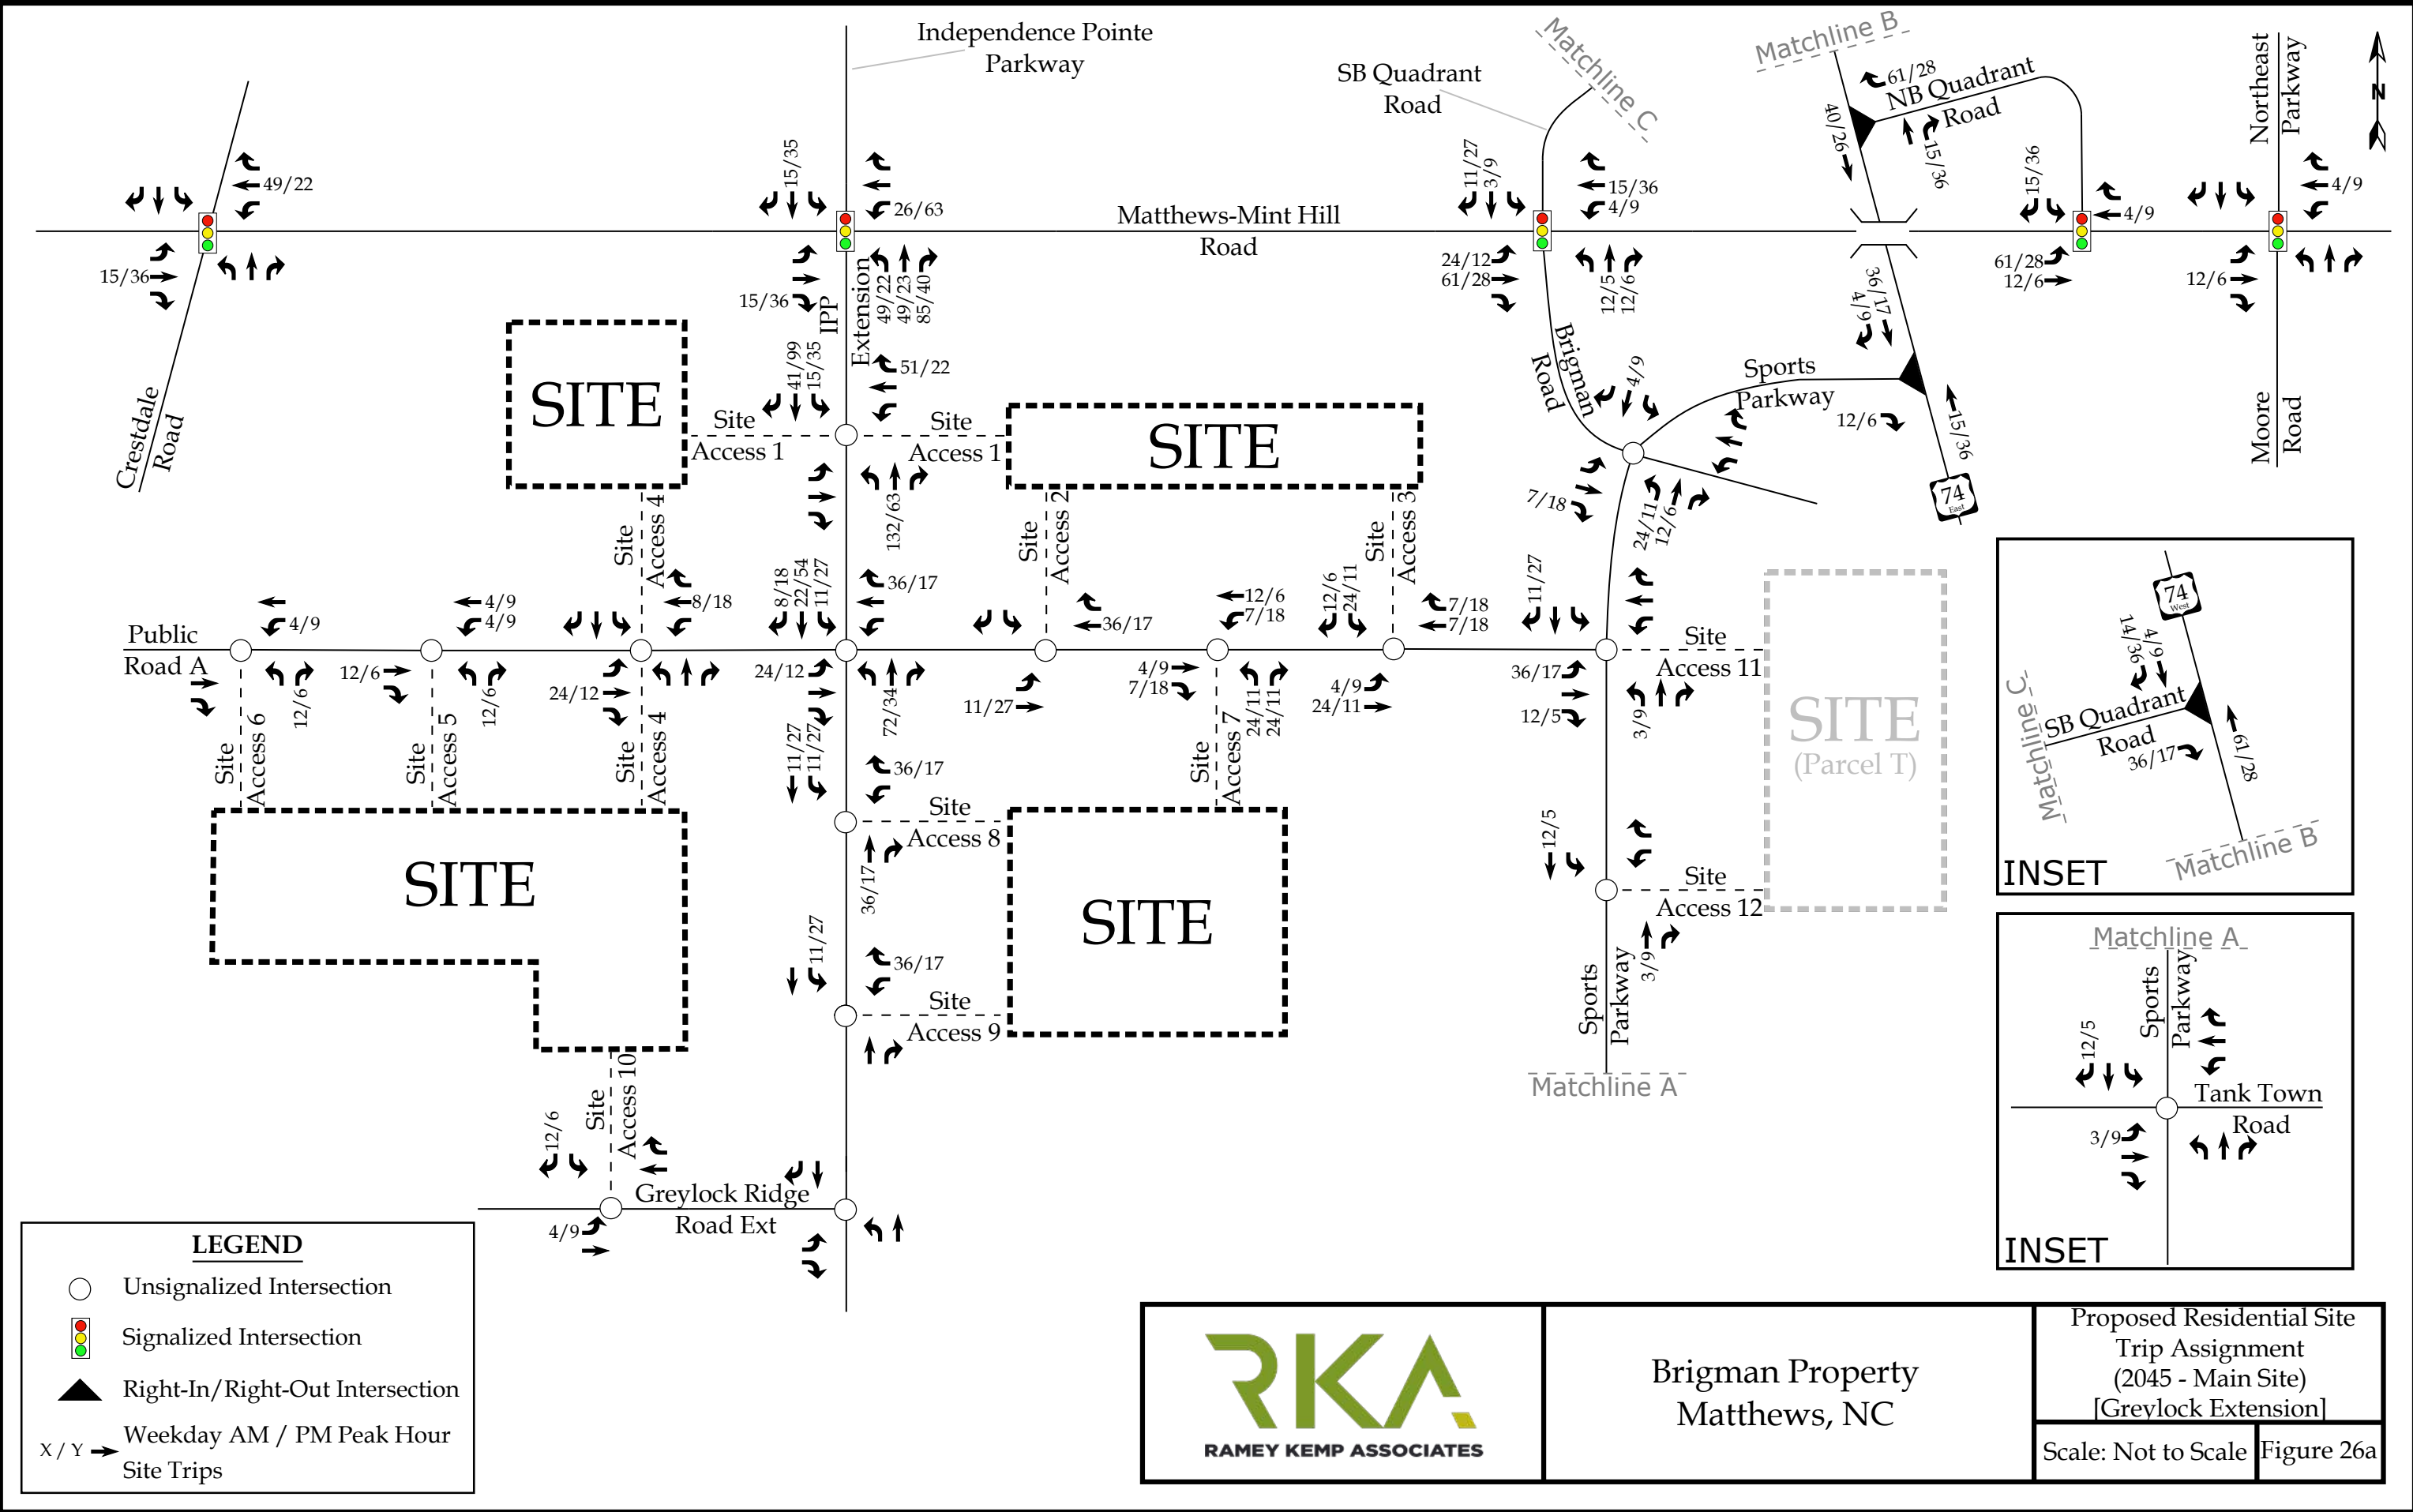 Independence Pointe
Parkway
SB Quadrant
Road
Matchline C
Matchline B
61/28
NB Quadrant
Road
40/26
15/36
15/36
Northeast
Parkway
N
49/22
15/36
Crestdale
Road
15/35
26/63
15/36
IPP
Extension
49/22
49/23
85/40
Matthews-Mint Hill
Road
11/27
3/9
15/36
4/9
24/12
61/28
12/5
12/6
4/9
61/28
12/6
4/9
12/6
Moore
Road
36/17
4/9
Brigman
Road
4/9
Sports
Parkway
12/6
15/36
74
East
7/18
24/11
12/6
SITE
Site
Access 1
41/99
15/35
51/22
Site
Access 1
132/63
SITE
Site
Access 4
Site
Access 2
Site
Access 3
Public
Road A
4/9
12/6
Site
Access 6
4/9
4/9
12/6
12/6
Site
Access 5
8/18
24/12
Site
Access 4
8/18
22/54
11/27
36/17
24/12
72/34
36/17
11/27
12/6
7/18
4/9
7/18
24/11
24/11
Site
Access 7
12/6
24/11
7/18
7/18
4/9
24/11
11/27
36/17
12/5
3/9
Site
Access 11
SITE
(Parcel T)
11/27
11/27
36/17
Site
Access 8
36/17
11/27
36/17
Site
Access 9
SITE
SITE
12/5
Site
Access 12
3/9
Sports
Parkway
Matchline A
Site
Access 10
12/6
4/9
Greylock Ridge
Road Ext
74
West
14/36
4/9
Matchline C
SB Quadrant
Road
36/17
61/28
Matchline B
INSET
Matchline A
Sports
Parkway
12/5
Tank Town
Road
3/9
INSET
LEGEND
Unsignalized Intersection
Signalized Intersection
Right-In/Right-Out Intersection
X / Y
Weekday AM / PM Peak Hour
Site Trips
RKA
RAMEY KEMP ASSOCIATES
Brigman Property
Matthews, NC
Proposed Residential Site
Trip Assignment
(2045 - Main Site)
[Greylock Extension]
Scale: Not to Scale
Figure 26a